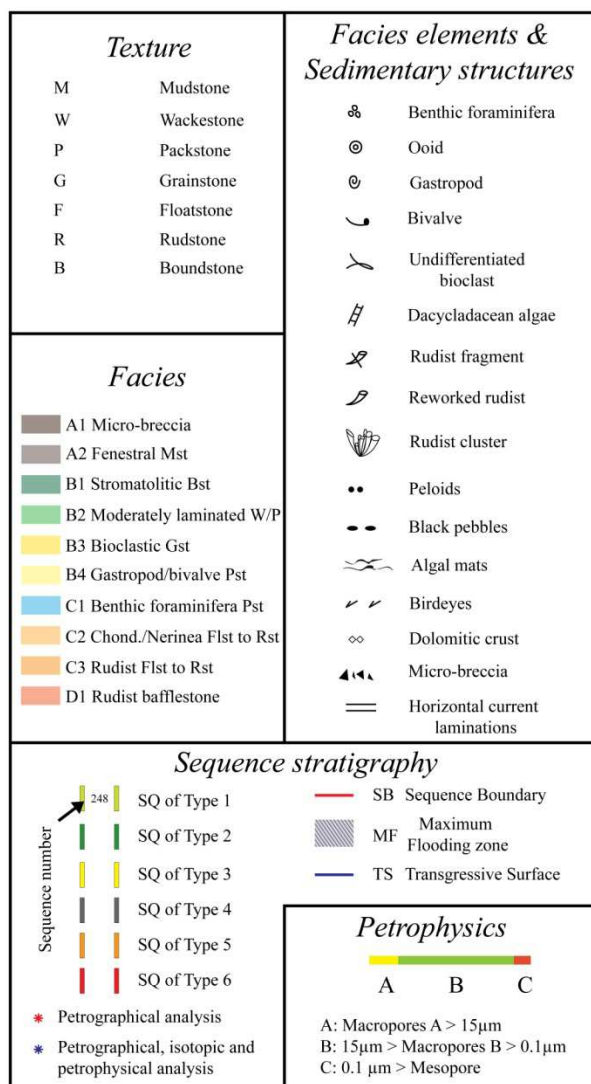 Texture
M Mudstone
W Wackestone
P Packstone
G Grainstone
F Floatstone
R Rudstone
B Boundstone
Facies
A1 Micro-breccia
A2 Fenestral Mst
B1 Stromatolitic Bst
B2 Moderately laminated W/P
B3 Bioclastic Gst
B4 Gastropod/bivalve Pst
C1 Benthic foraminifera Pst
C2 Chond./Nerinea Flst to Rst
C3 Rudist Flst to Rst
D1 Rudist bafflestone
Facies elements &
Sedimentary structures
Benthic foraminifera
Ooid
Gastropod
Bivalve
Undifferentiated
bioclast
Dacycladacean algae
Rudist fragment
Reworked rudist
Rudist cluster
Peloids
Black pebbles
Algal mats
Birdeyes
Dolomitic crust
Micro-breccia
Horizontal current
laminations
Sequence stratigraphy
Sequence number
248 SQ of Type 1
SQ of Type 2
SQ of Type 3
SQ of Type 4
SQ of Type 5
SQ of Type 6
* Petrographical analysis
* Petrographical, isotopic and
petrophysical analysis
SB Sequence Boundary
MF Maximum
Flooding zone
TS Transgressive Surface
Petrophysics
A B C
A: Macropores A > 15µm
B: 15µm > Macropores B > 0.1µm
C: 0.1 µm > Mesopore